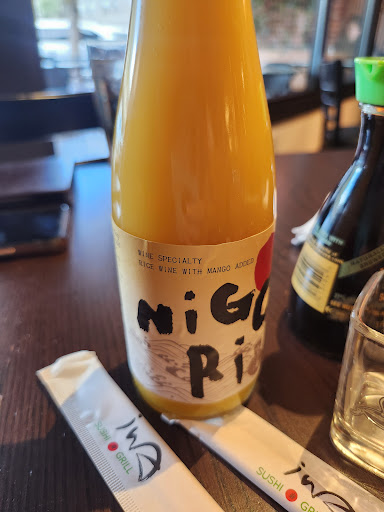 WINE SPECIALTY
RICE WINE WITH MANGO ADDED
NiGO
Ri
SUSHI GRILL
SUSHI GRILL